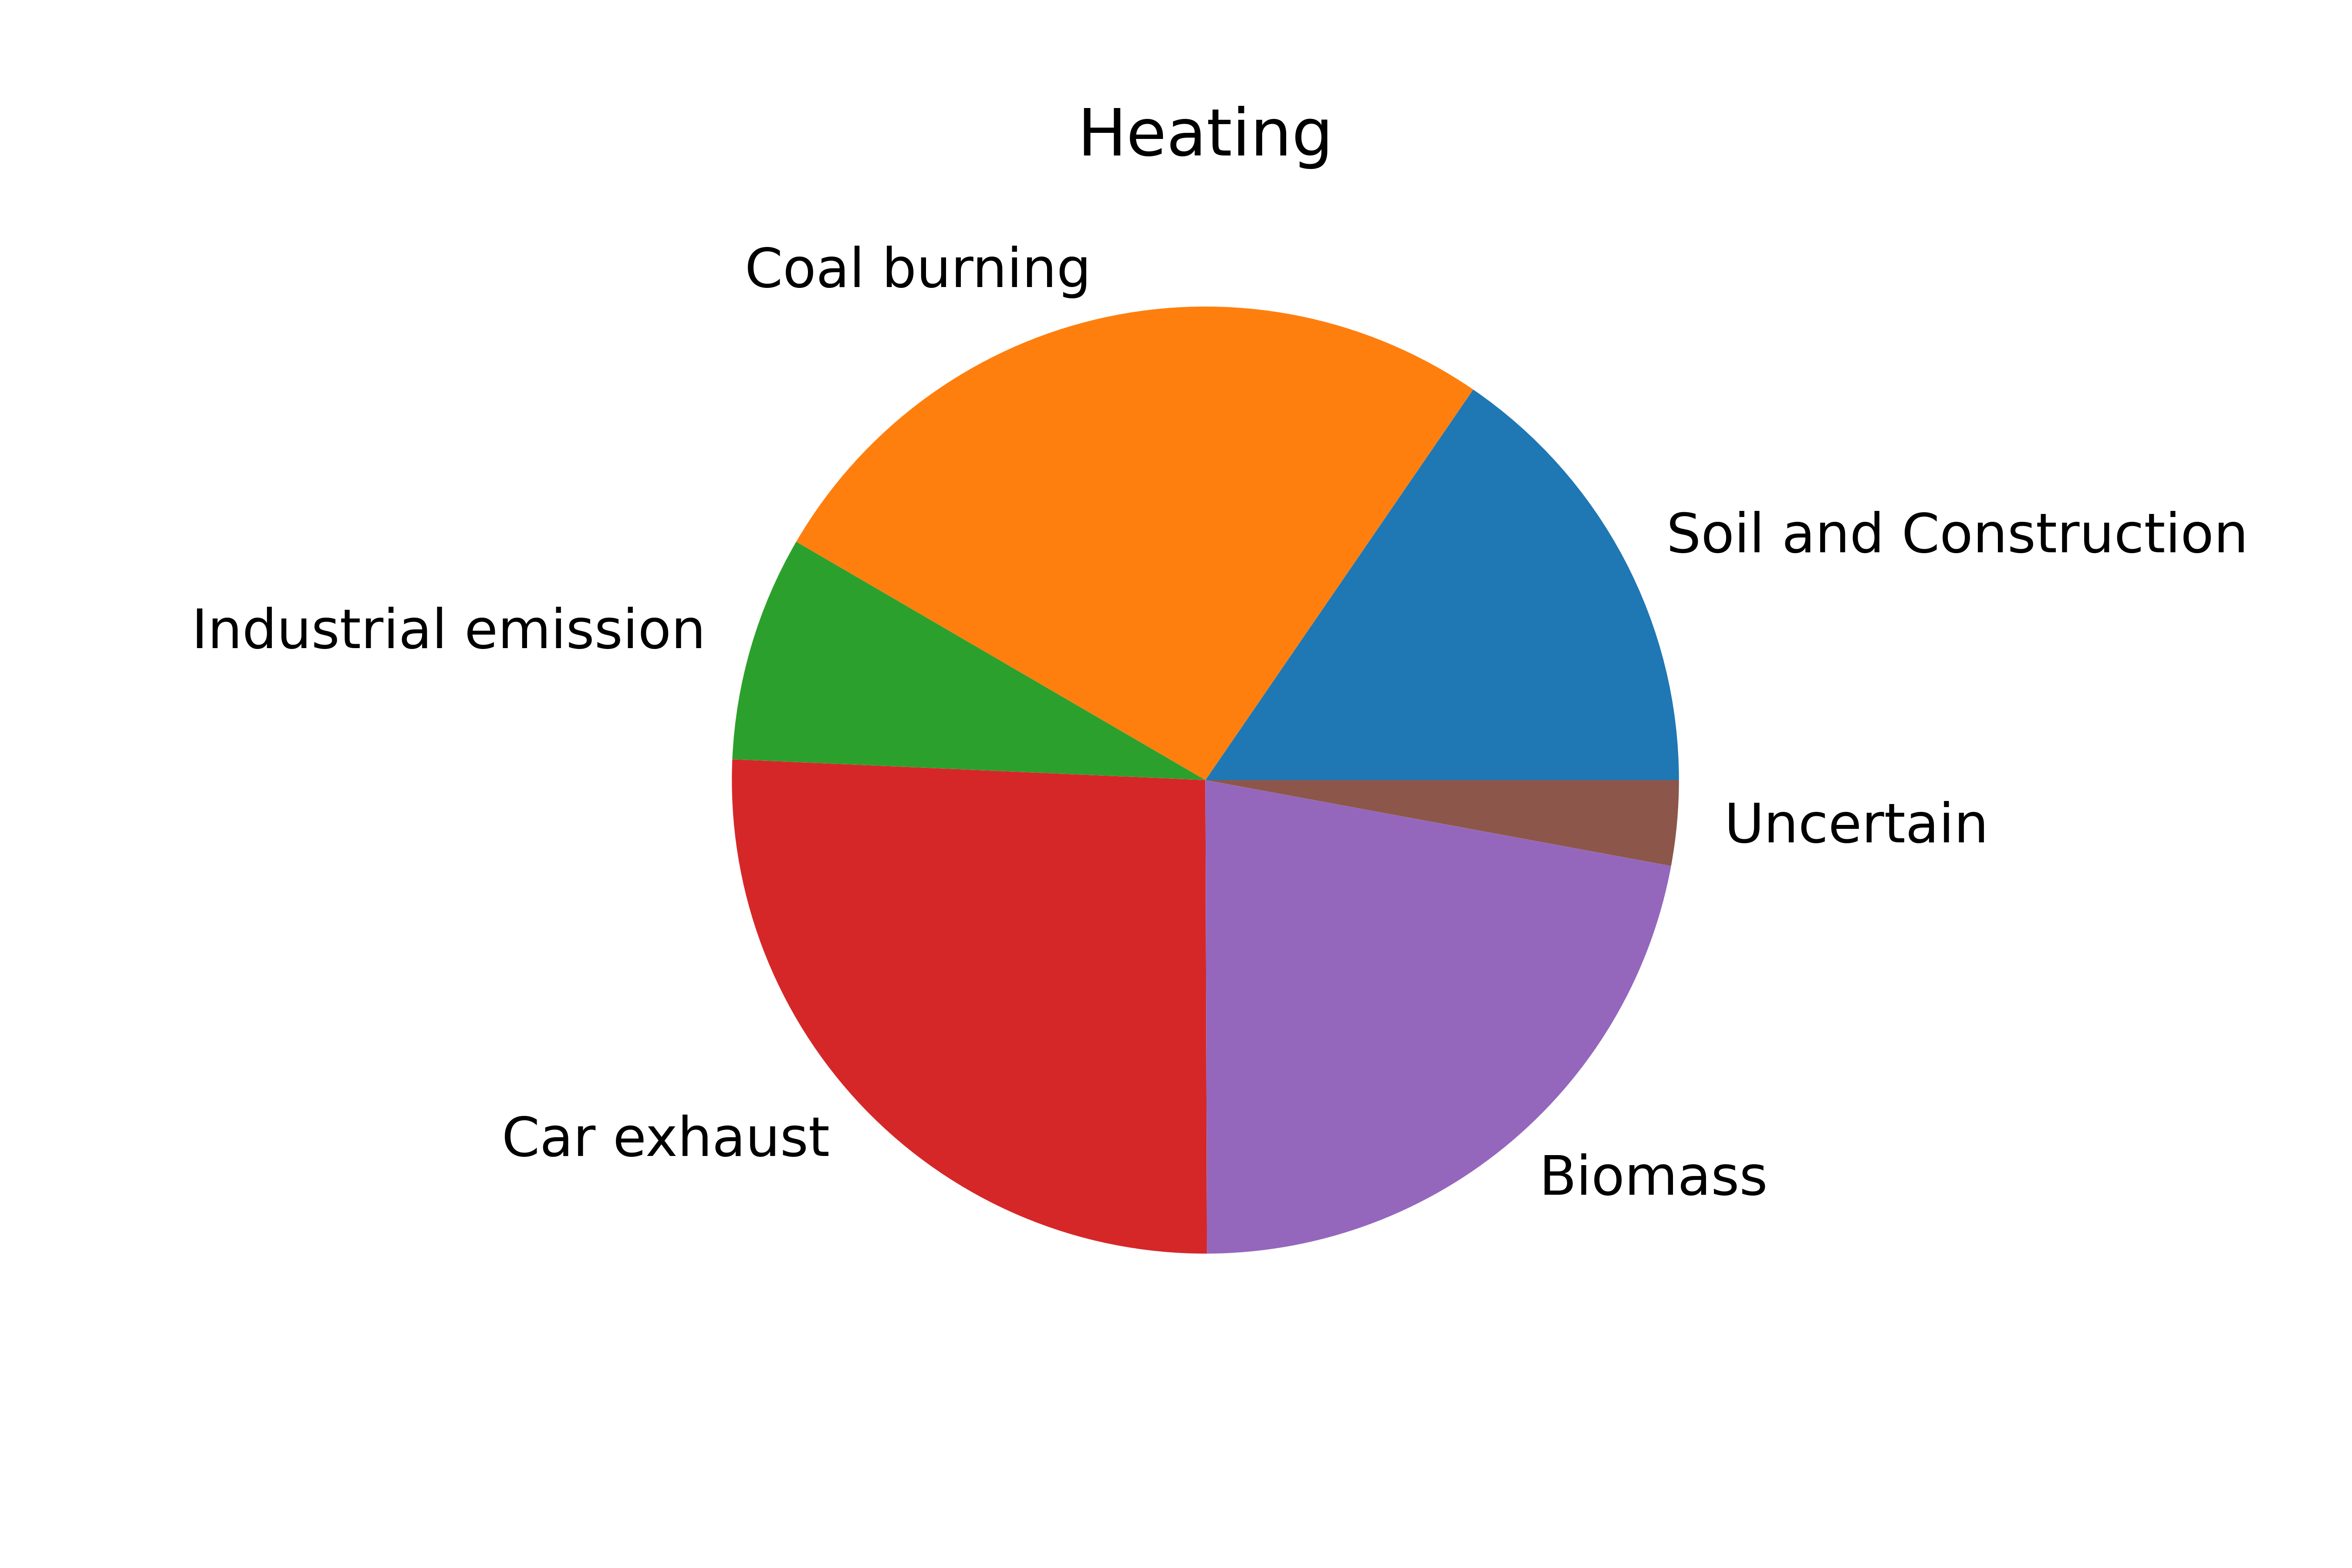 Heating
Coal burning
Soil and Construction
Industrial emission
Uncertain
Car exhaust
Biomass